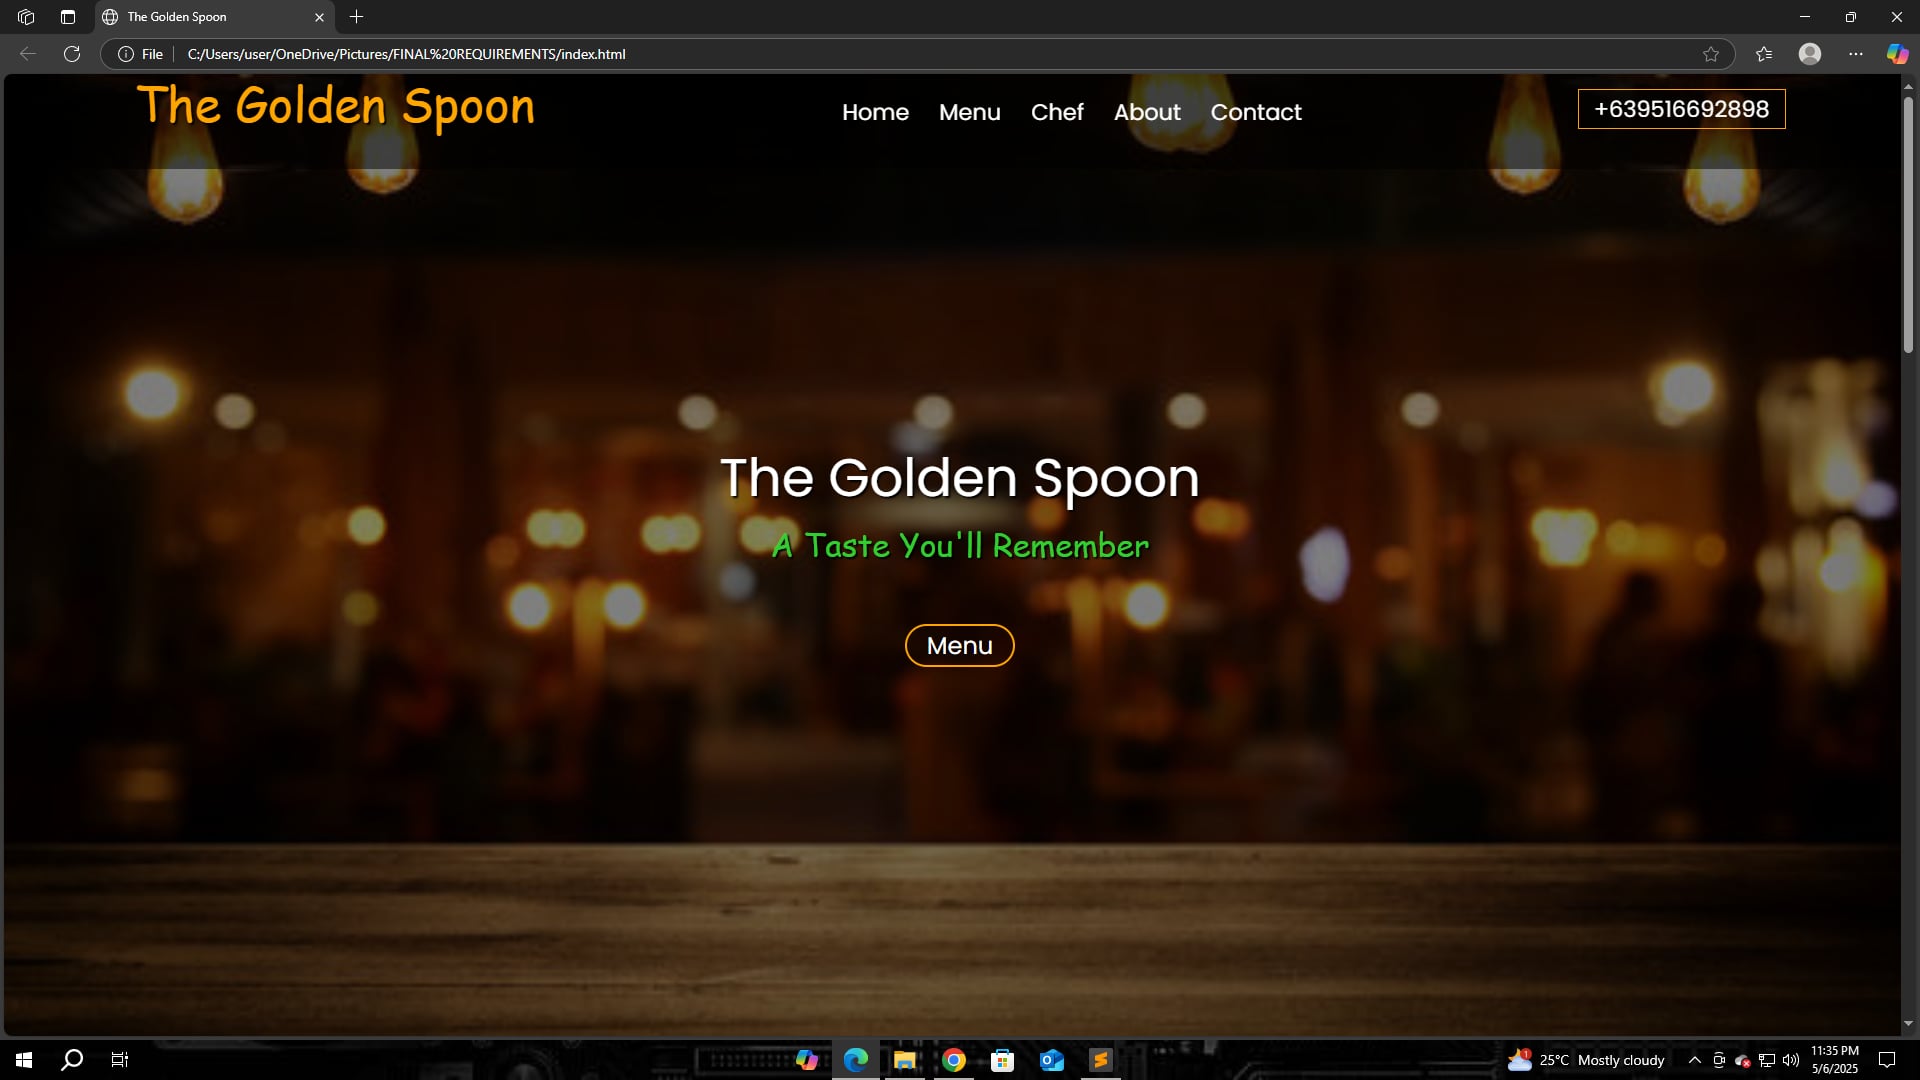 The Golden Spoon
File
C:/Users/user/OneDrive/Pictures/FINAL%20REQUIREMENTS/index.html
The Golden Spoon
Home Menu Chef About Contact
+639516692898
The Golden Spoon
A Taste You'll Remember
Menu
1
25°C Mostly cloudy
11:35 PM
5/6/2025